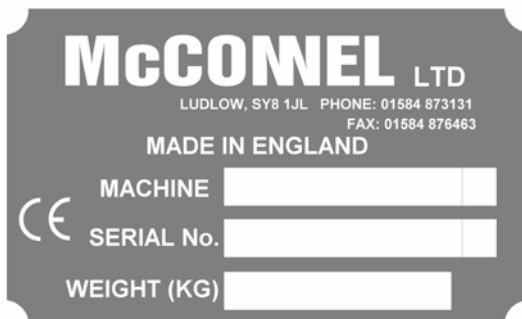 McCONNEL LTD
LUDLOW, SY8 1JL PHONE: 01584 873131
FAX: 01584 876463
MADE IN ENGLAND
MACHINE
CE
SERIAL No.
WEIGHT (KG)